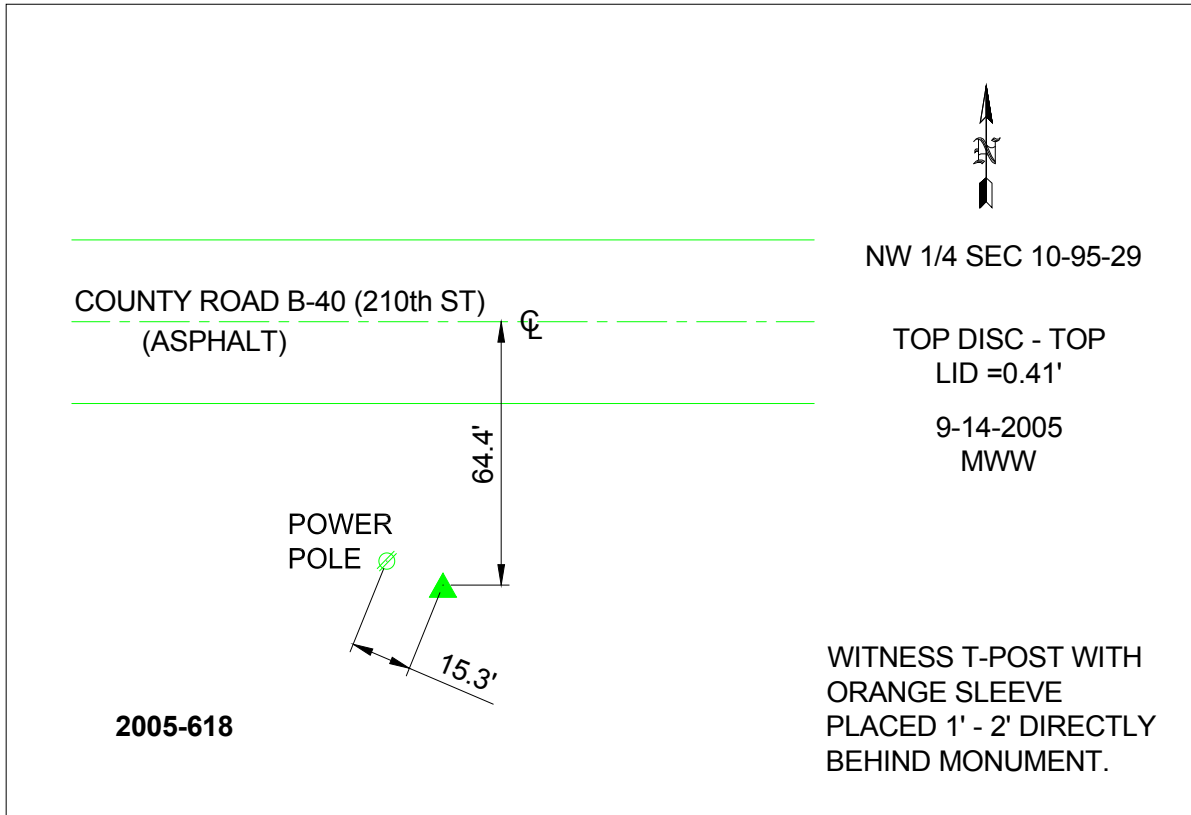 N
NW 1/4 SEC 10-95-29
COUNTY ROAD B-40 (210th ST)
℄
(ASPHALT)
TOP DISC - TOP
LID =0.41'
9-14-2005
MWW
64.4'
POWER
POLE
15.3'
WITNESS T-POST WITH
ORANGE SLEEVE
PLACED 1' - 2' DIRECTLY
BEHIND MONUMENT.
2005-618